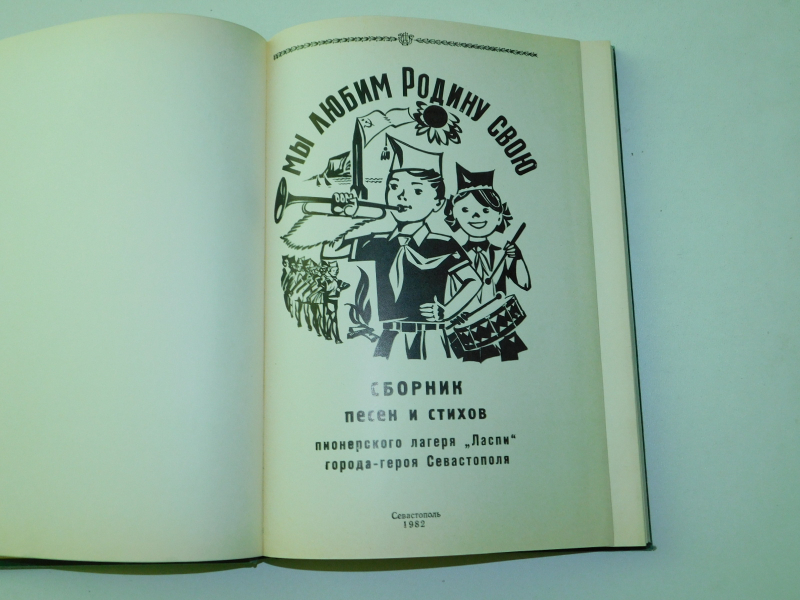 Мы любим Родину свою
СБОРНИК
песен и стихов
пионерского лагеря „Ласпи“
города-героя Севастополя
Севастополь
1982